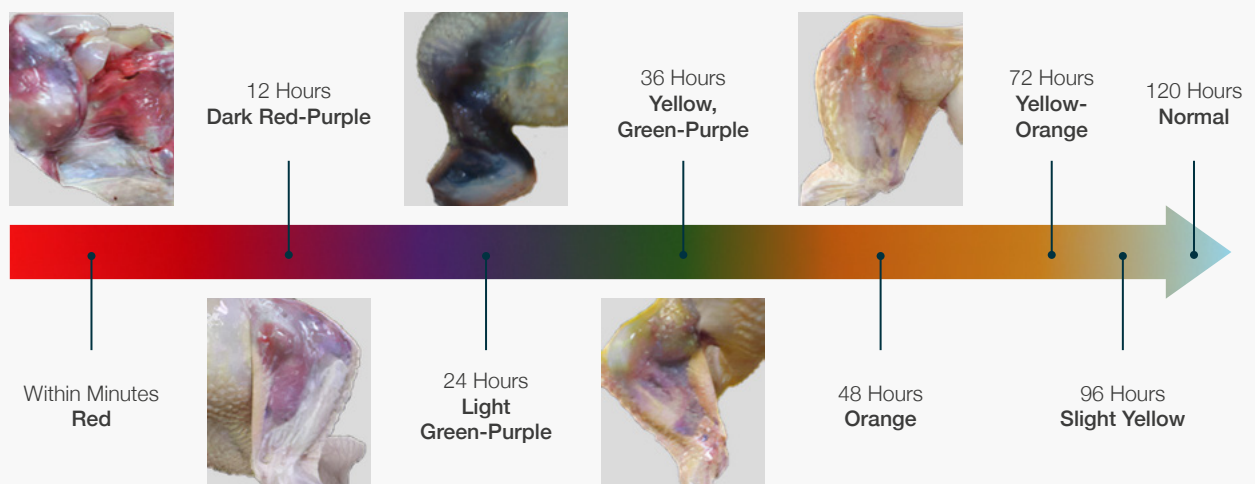 Within Minutes
Red
12 Hours
Dark Red-Purple
24 Hours
Light
Green-Purple
36 Hours
Yellow,
Green-Purple
48 Hours
Orange
72 Hours
Yellow-
Orange
96 Hours
Slight Yellow
120 Hours
Normal